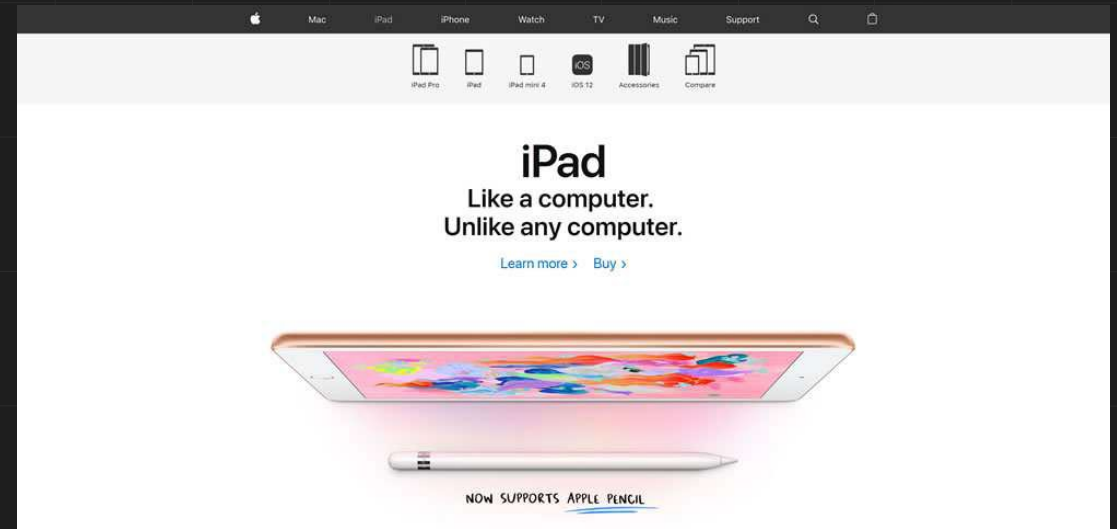 Mac iPad iPhone Watch TV Music Support
iOS
iPad Pro iPad iPad mini 4 iOS 12 Accessories Compare
iPad
Like a computer.
Unlike any computer.
Learn more > Buy >
NOW SUPPORTS APPLE PENCIL